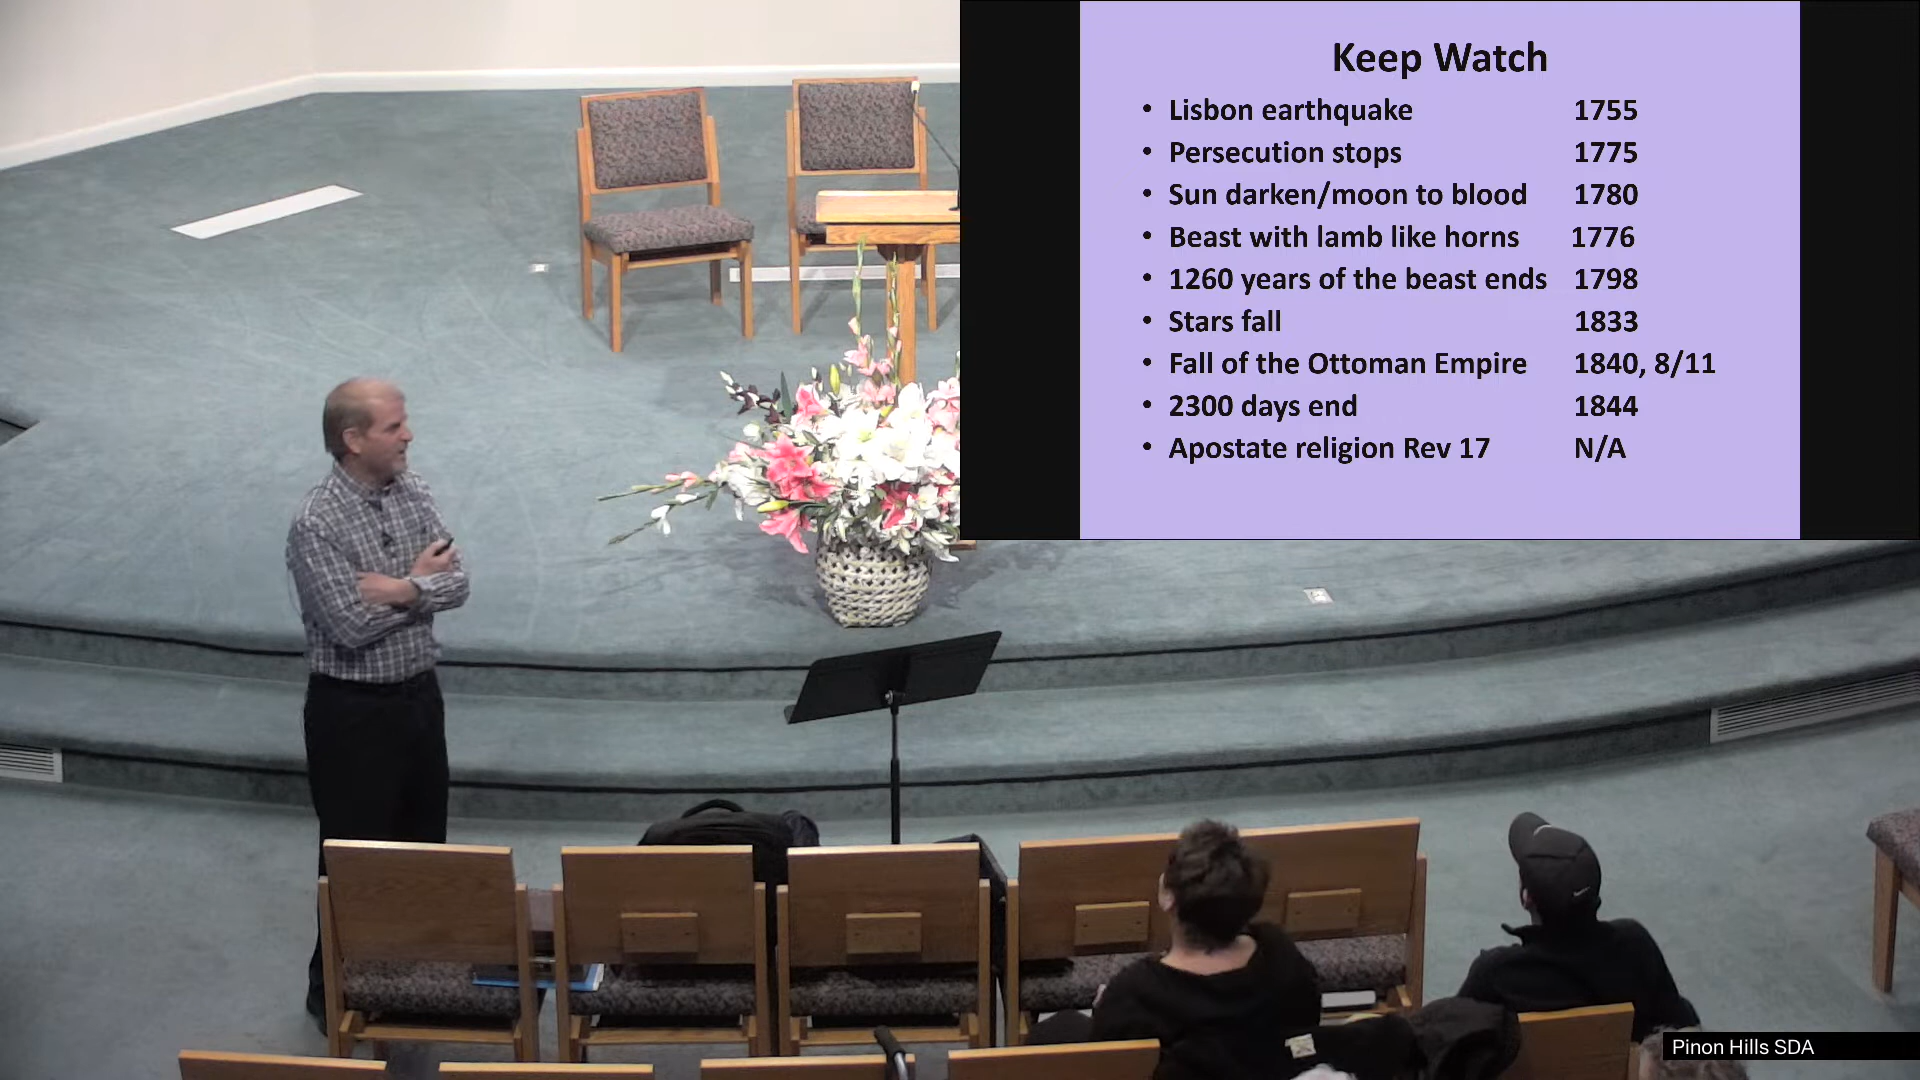 Keep Watch
• Lisbon earthquake 1755
• Persecution stops 1775
• Sun darken/moon to blood 1780
• Beast with lamb like horns 1776
• 1260 years of the beast ends 1798
• Stars fall 1833
• Fall of the Ottoman Empire 1840, 8/11
• 2300 days end 1844
• Apostate religion Rev 17 N/A
Pinon Hills SDA